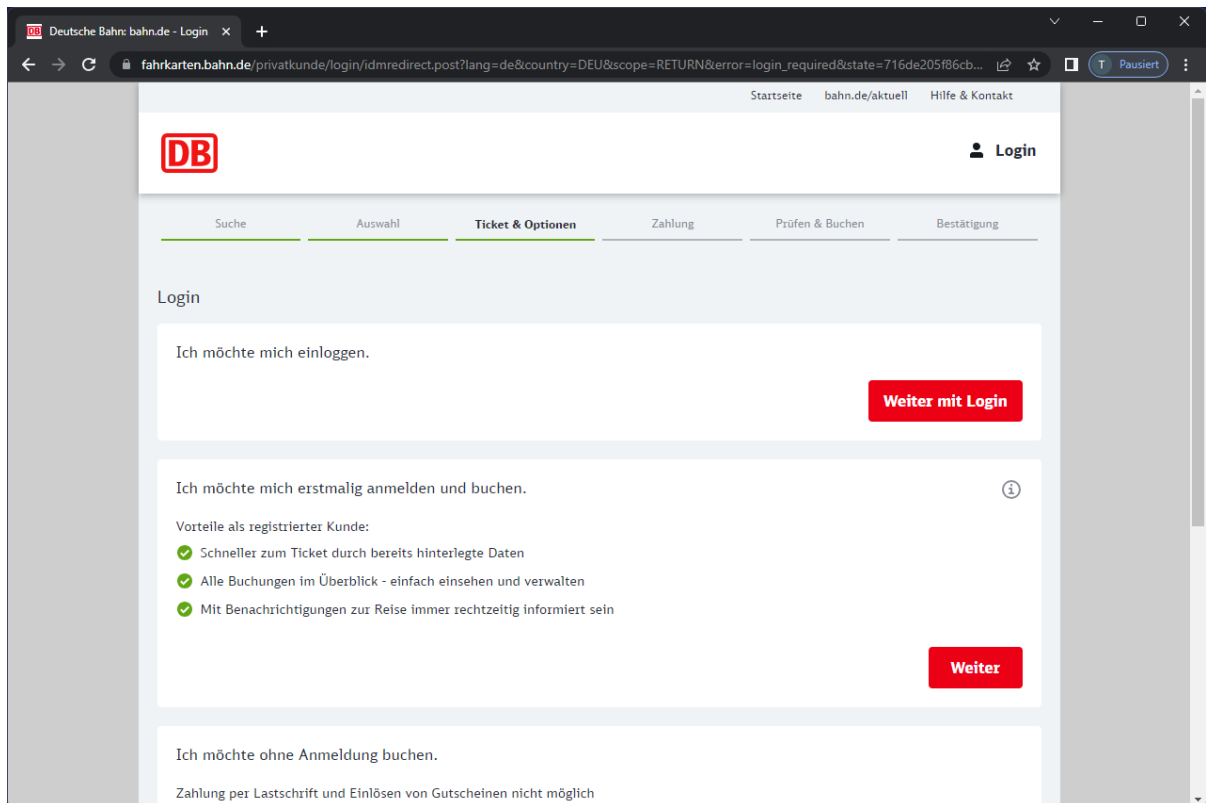 DB Deutsche Bahn: bahn.de - Login
fahrkarten.bahn.de/privatkunde/login/idmredirect.post?lang=de&country=DEU&scope=RETURN&error=login_required&state=716de205f86cb... T Pausiert
Startseite bahn.de/aktuell Hilfe & Kontakt
DB Login
Suche Auswahl Ticket & Optionen Zahlung Prüfen & Buchen Bestätigung
Login
Ich möchte mich einloggen.
Weiter mit Login
Ich möchte mich erstmalig anmelden und buchen.
Vorteile als registrierter Kunde:
Schneller zum Ticket durch bereits hinterlegte Daten
Alle Buchungen im Überblick - einfach einsehen und verwalten
Mit Benachrichtigungen zur Reise immer rechtzeitig informiert sein
Weiter
Ich möchte ohne Anmeldung buchen.
Zahlung per Lastschrift und Einlösen von Gutscheinen nicht möglich